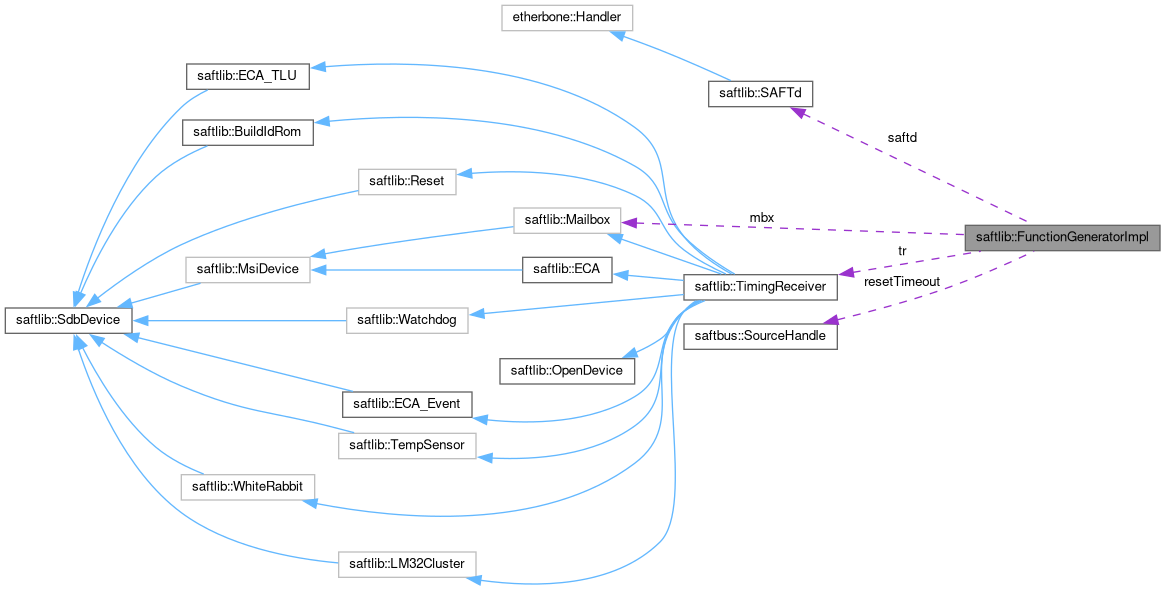 etherbone::Handler
saftlib::ECA_TLU
saftlib::SAFTd
saftlib::BuildIdRom
saftd
saftlib::Reset
saftlib::Mailbox
mbx
saftlib::FunctionGeneratorImpl
tr
saftlib::MsiDevice
saftlib::ECA
saftlib::TimingReceiver
resetTimeout
saftlib::SdbDevice
saftlib::Watchdog
saftbus::SourceHandle
saftlib::OpenDevice
saftlib::ECA_Event
saftlib::TempSensor
saftlib::WhiteRabbit
saftlib::LM32Cluster